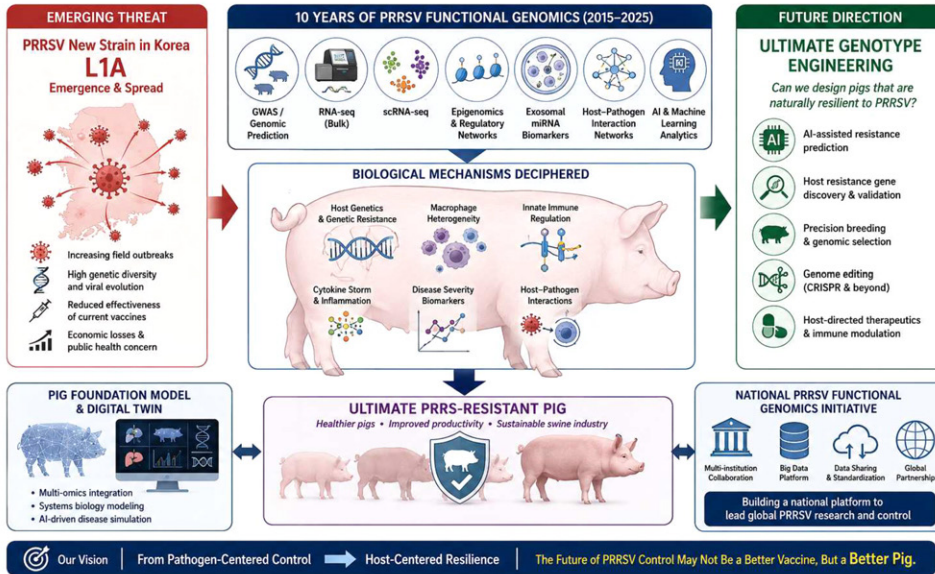 EMERGING THREAT
PRRSV New Strain in Korea
L1A
Emergence & Spread
Increasing field outbreaks
High genetic diversity
and viral evolution
Reduced effectiveness
of current vaccines
Economic losses &
public health concern
10 YEARS OF PRRSV FUNCTIONAL GENOMICS (2015–2025)
GWAS /
Genomic
Prediction
RNA-seq
(Bulk)
scRNA-seq
Epigenomics
& Regulatory
Networks
Exosomal
miRNA
Biomarkers
Host–Pathogen
Interaction
Networks
AI & Machine
Learning
Analytics
BIOLOGICAL MECHANISMS DECIPHERED
Host Genetics
& Genetic Resistance
Macrophage
Heterogeneity
Innate Immune
Regulation
Cytokine Storm
& Inflammation
Disease Severity
Biomarkers
Host–Pathogen
Interactions
FUTURE DIRECTION
ULTIMATE GENOTYPE
ENGINEERING
Can we design pigs that are
naturally resilient to PRRSV?
AI
AI-assisted resistance
prediction
Host resistance gene
discovery & validation
Precision breeding
& genomic selection
Genome editing
(CRISPR & beyond)
Host-directed therapeutics
& immune modulation
PIG FOUNDATION MODEL
& DIGITAL TWIN
• Multi-omics integration
• Systems biology modeling
• AI-driven disease simulation
ULTIMATE PRRS-RESISTANT PIG
Healthier pigs • Improved productivity • Sustainable swine industry
NATIONAL PRRSV FUNCTIONAL
GENOMICS INITIATIVE
Multi-institution
Collaboration
Big Data
Platform
Data Sharing
& Standardization
Global
Partnership
Building a national platform to
lead global PRRSV research and control
Our Vision | From Pathogen-Centered Control Host-Centered Resilience | The Future of PRRSV Control May Not Be a Better Vaccine, But a Better Pig.